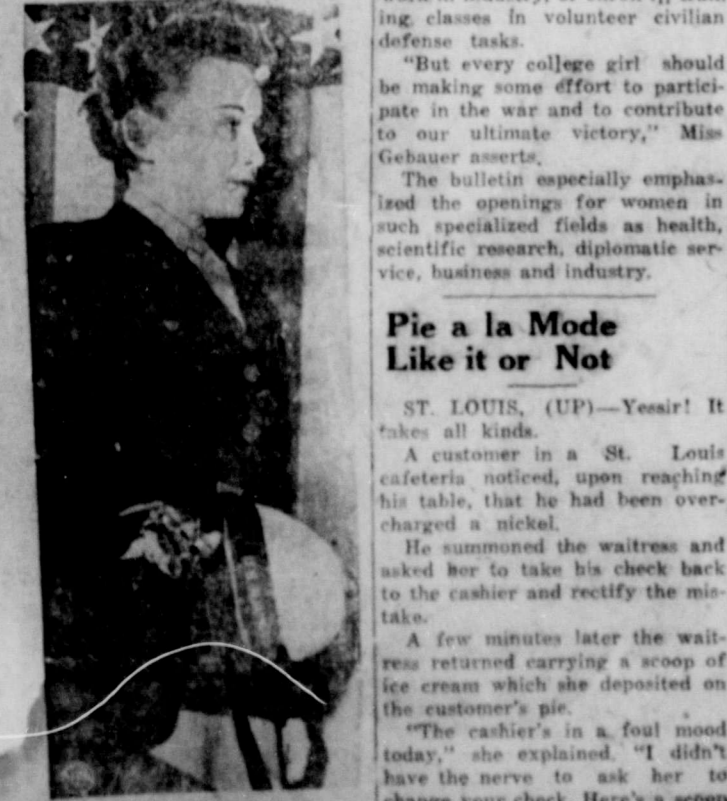 ing classes in volunteer civilian
defense tasks.
"But every college girl should
be making some effort to partici-
pate in the war and to contribute
to our ultimate victory," Miss
Gebauer asserts.
The bulletin especially emphas-
ized the openings for women in
such specialized fields as health,
scientific research, diplomatic ser-
vice, business and industry.
Pie a la Mode
Like it or Not
ST. LOUIS, (UP)—Yessir! It
takes all kinds.
A customer in a St. Louis
cafeteria noticed, upon reaching
his table, that he had been over-
charged a nickel.
He summoned the waitress and
asked her to take his check back
to the cashier and rectify the mis-
take.
A few minutes later the wait-
ress returned carrying a scoop of
ice cream which she deposited on
the customer's pie.
"The cashier's in a foul mood
today," she explained. "I didn't
have the nerve to ask her to
change your check. Here's a scoop